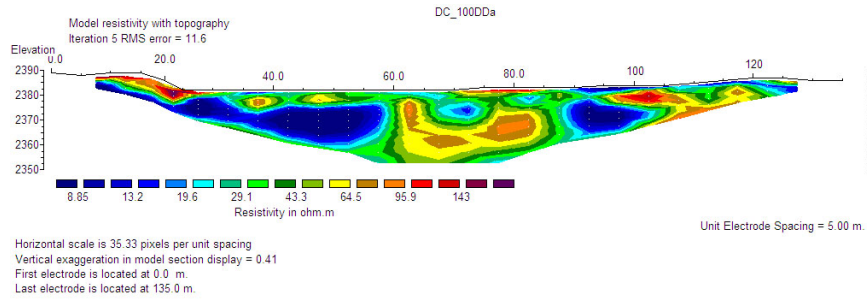 DC_100DDa
Model resistivity with topography
Iteration 5 RMS error = 11.6
Elevation
0.0 20.0 40.0 60.0 80.0 100 120
2390
2380
2370
2360
2350
8.85 13.2 19.6 29.1 43.3 64.5 95.9 143
Resistivity in ohm.m
Unit Electrode Spacing = 5.00 m.
Horizontal scale is 35.33 pixels per unit spacing
Vertical exaggeration in model section display = 0.41
First electrode is located at 0.0 m.
Last electrode is located at 135.0 m.